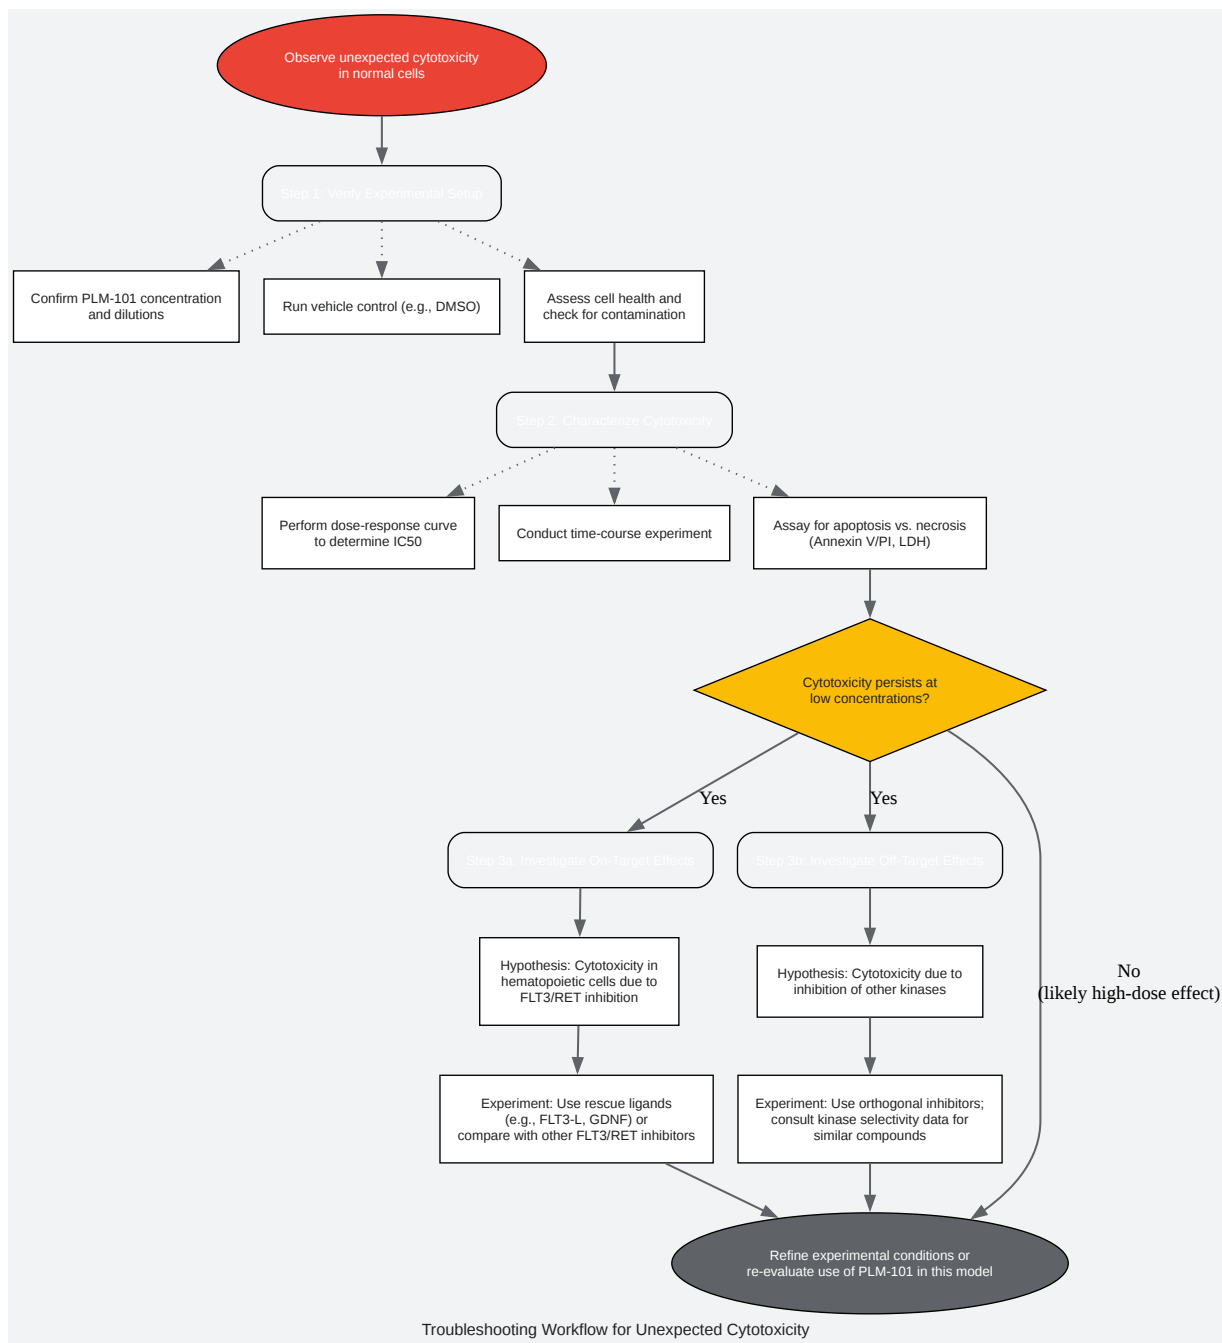 Observe unexpected cytotoxicity
in normal cells
Step 1: Verify Experimental Setup
Confirm PLM-101 concentration
and dilutions
Run vehicle control (e.g., DMSO)
Assess cell health and
check for contamination
Step 2: Characterize Cytotoxicity
Perform dose-response curve
to determine IC50
Conduct time-course experiment
Assay for apoptosis vs. necrosis
(Annexin V/PI, LDH)
Cytotoxicity persists at
low concentrations?
Yes
Yes
Step 3a: Investigate On-Target Effects
Step 3b: Investigate Off-Target Effects
No
(likely high-dose effect)
Hypothesis: Cytotoxicity in
hematopoietic cells due to
FLT3/RET inhibition
Hypothesis: Cytotoxicity due to
inhibition of other kinases
Experiment: Use rescue ligands
(e.g., FLT3-L, GDNF) or
compare with other FLT3/RET inhibitors
Experiment: Use orthogonal inhibitors;
consult kinase selectivity data for
similar compounds
Refine experimental conditions or
re-evaluate use of PLM-101 in this model
Troubleshooting Workflow for Unexpected Cytotoxicity